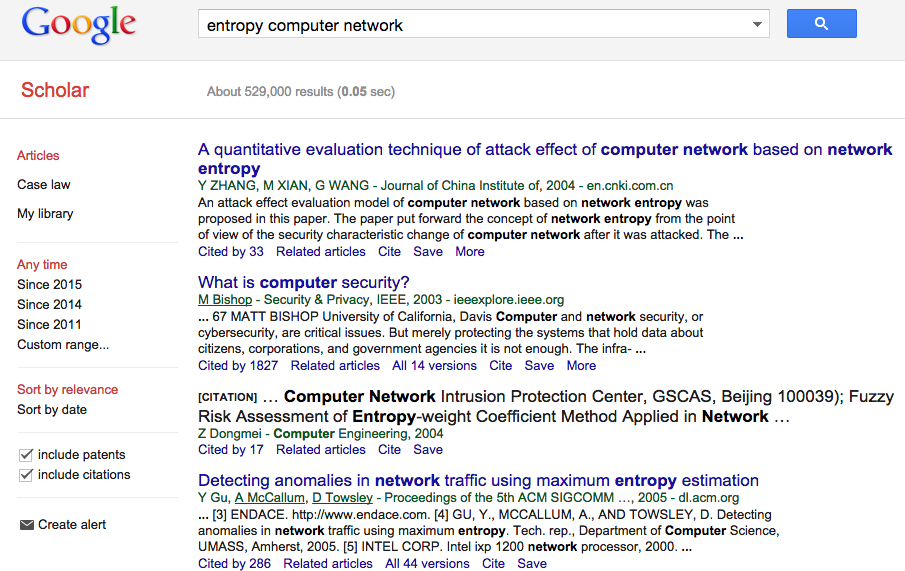 Google
entropy computer network
Scholar
About 529,000 results (0.05 sec)
Articles
Case law
My library
Any time
Since 2015
Since 2014
Since 2011
Custom range...
Sort by relevance
Sort by date
include patents
include citations
Create alert
A quantitative evaluation technique of attack effect of computer network based on network
entropy
Y ZHANG, M XIAN, G WANG - Journal of China Institute of, 2004 - en.cnki.com.cn
An attack effect evaluation model of computer network based on network entropy was
proposed in this paper. The paper put forward the concept of network entropy from the point
of view of the security characteristic change of computer network after it was attacked. The ...
Cited by 33 Related articles Cite Save More
What is computer security?
M Bishop - Security & Privacy, IEEE, 2003 - ieeexplore.ieee.org
... 67 MATT BISHOP University of California, Davis Computer and network security, or
cybersecurity, are critical issues. But merely protecting the systems that hold data about
citizens, corporations, and government agencies it is not enough. The infra- ...
Cited by 1827 Related articles All 14 versions Cite Save More
[CITATION] … Computer Network Intrusion Protection Center, GSCAS, Beijing 100039); Fuzzy
Risk Assessment of Entropy-weight Coefficient Method Applied in Network …
Z Dongmei - Computer Engineering, 2004
Cited by 17 Related articles Cite Save
Detecting anomalies in network traffic using maximum entropy estimation
Y Gu, A McCallum, D Towsley - Proceedings of the 5th ACM SIGCOMM …, 2005 - dl.acm.org
... [3] ENDACE. http://www.endace.com. [4] GU, Y., MCCALLUM, A., AND TOWSLEY, D. Detecting
anomalies in network traffic using maximum entropy. Tech. rep., Department of Computer Science,
UMASS, Amherst, 2005. [5] INTEL CORP. Intel ixp 1200 network processor, 2000. ...
Cited by 286 Related articles All 44 versions Cite Save